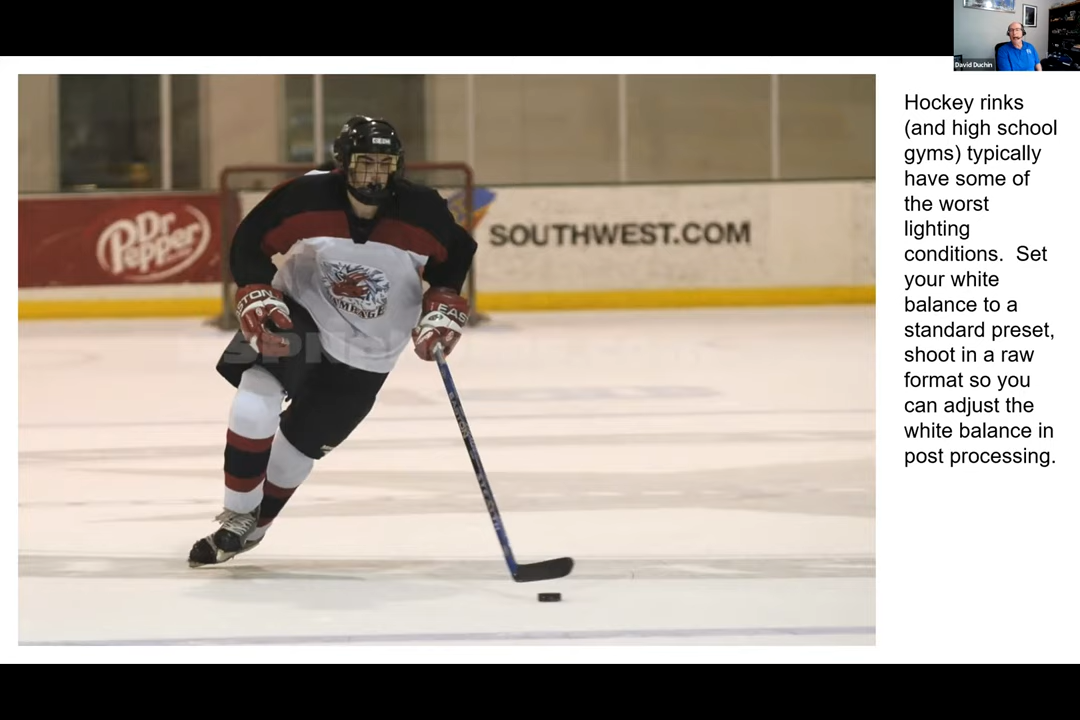 David Duchin
Hockey rinks
(and high school
gyms) typically
have some of
the worst
lighting
conditions.  Set
your white
balance to a
standard preset,
shoot in a raw
format so you
can adjust the
white balance in
post processing.
Dr
Pepper
SOUTHWEST.COM
STON
EAS